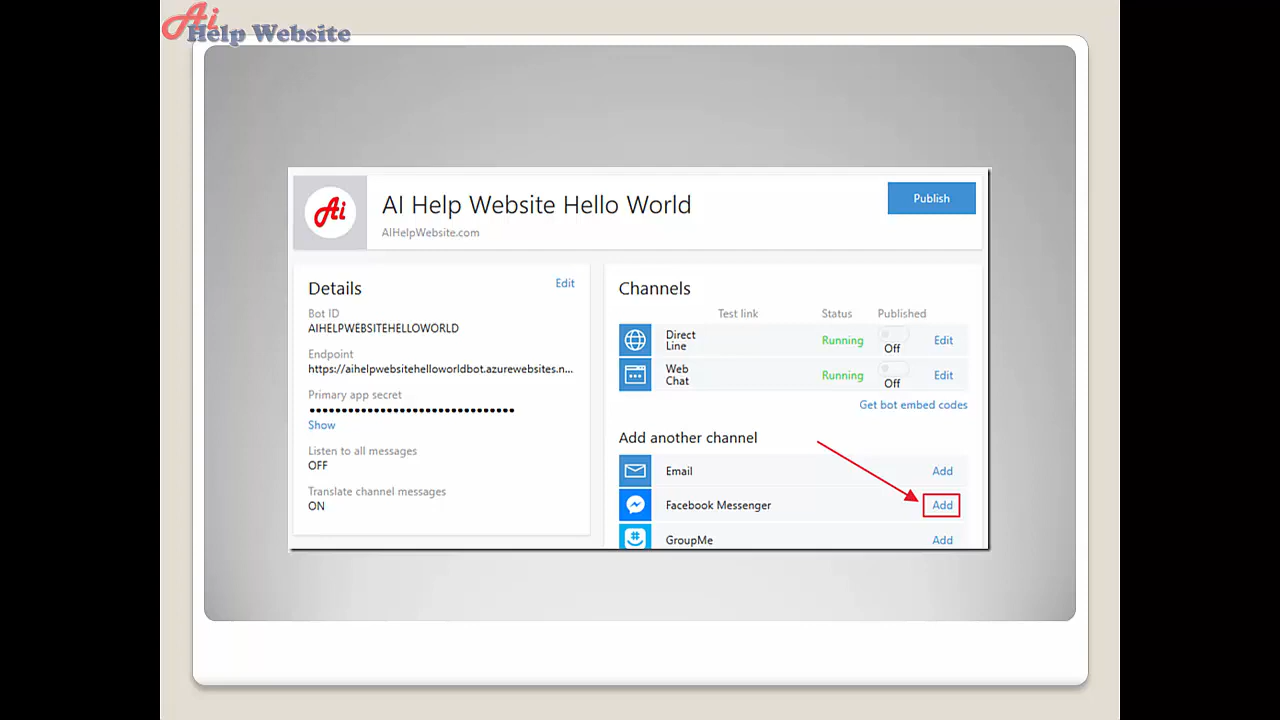 Ai
Help Website
Ai
AI Help Website Hello World
AIHelpWebsite.com
Publish
Details
Edit
Bot ID
AIHELPWEBSITEHELLOWORLD
Endpoint
https://aihelpwebsitehelloworldbot.azurewebsites.n...
Primary app secret
••••••••••••••••••••••••••••••••
Show
Listen to all messages
OFF
Translate channel messages
ON
Channels
Test link Status Published
Direct
Line
Running Off Edit
Web
Chat
Running Off Edit
Get bot embed codes
Add another channel
Email Add
Facebook Messenger Add
GroupMe Add